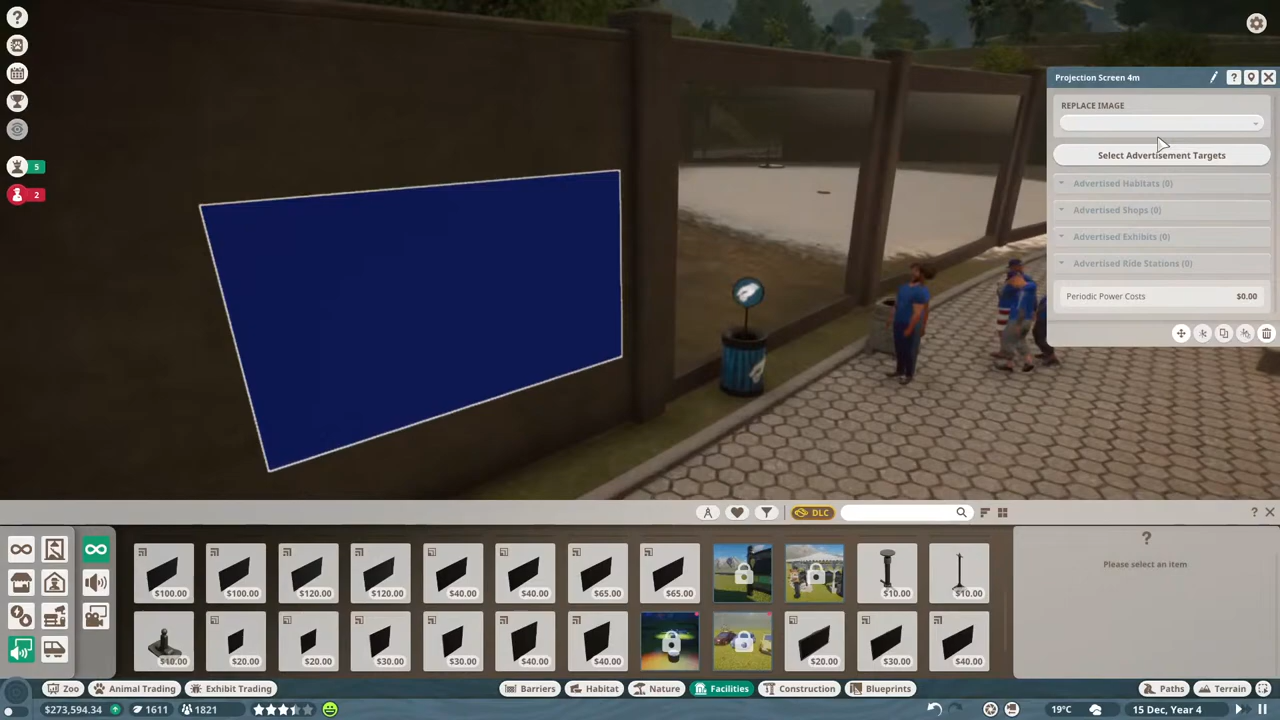 ?
5
2
Projection Screen 4m
?
REPLACE IMAGE
Select Advertisement Targets
Advertised Habitats (0)
Advertised Shops (0)
Advertised Exhibits (0)
Advertised Ride Stations (0)
Periodic Power Costs $0.00
DLC
?
$100.00 $100.00 $120.00 $120.00 $40.00 $40.00 $65.00 $65.00 $10.00 $10.00
$10.00 $20.00 $20.00 $30.00 $30.00 $40.00 $40.00 $20.00 $30.00 $40.00
?
Please select an item
Zoo Animal Trading Exhibit Trading Barriers Habitat Nature Facilities Construction Blueprints Paths Terrain
$273,594.34 1611 1821 19°C 15 Dec, Year 4